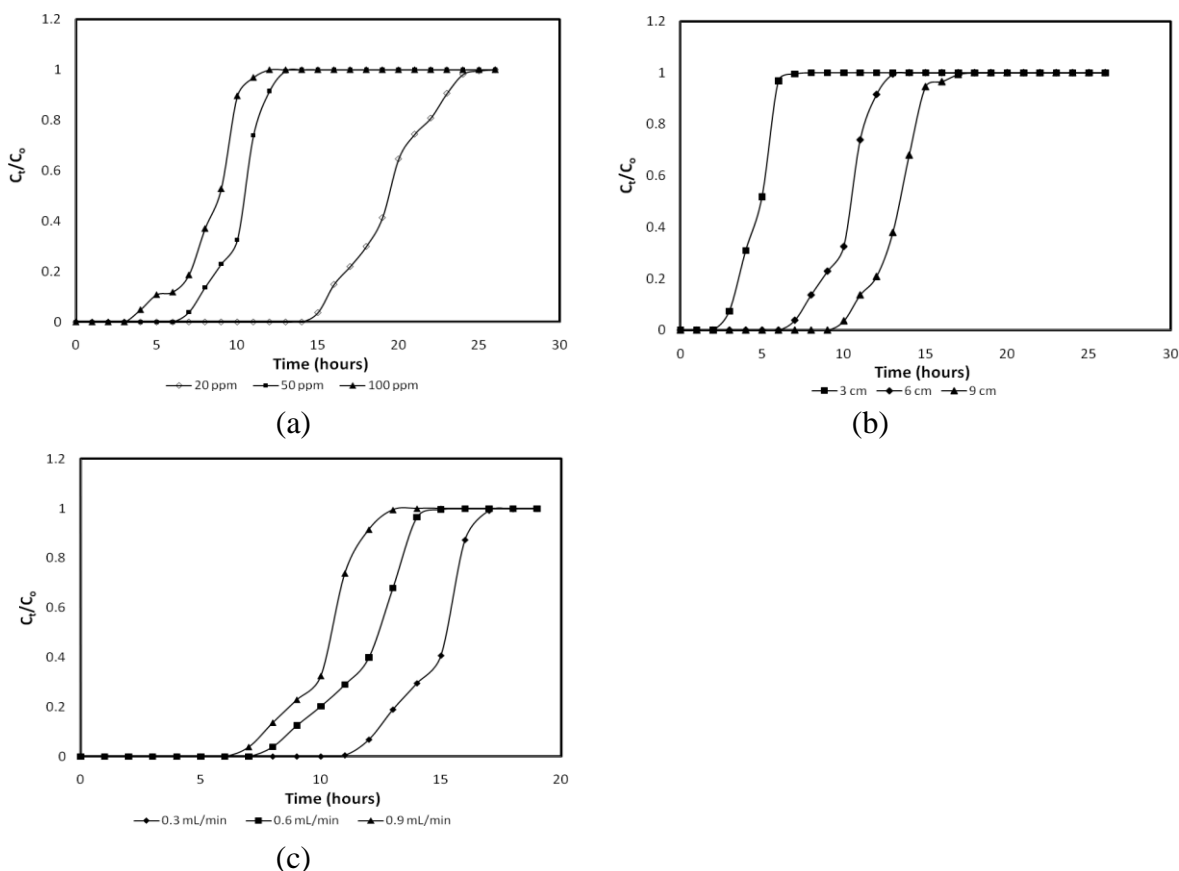 1.2
1
0.8
0.6
0.4
0.2
0
Ct/Co
0 5 10 15 20 25 30
Time (hours)
20 ppm 50 ppm 100 ppm
(a)
1.2
1
0.8
0.6
0.4
0.2
0
Ct/Co
0 5 10 15 20 25 30
Time (hours)
3 cm 6 cm 9 cm
(b)
1.2
1
0.8
0.6
0.4
0.2
0
Ct/Co
0 5 10 15 20
Time (hours)
0.3 mL/min 0.6 mL/min 0.9 mL/min
(c)